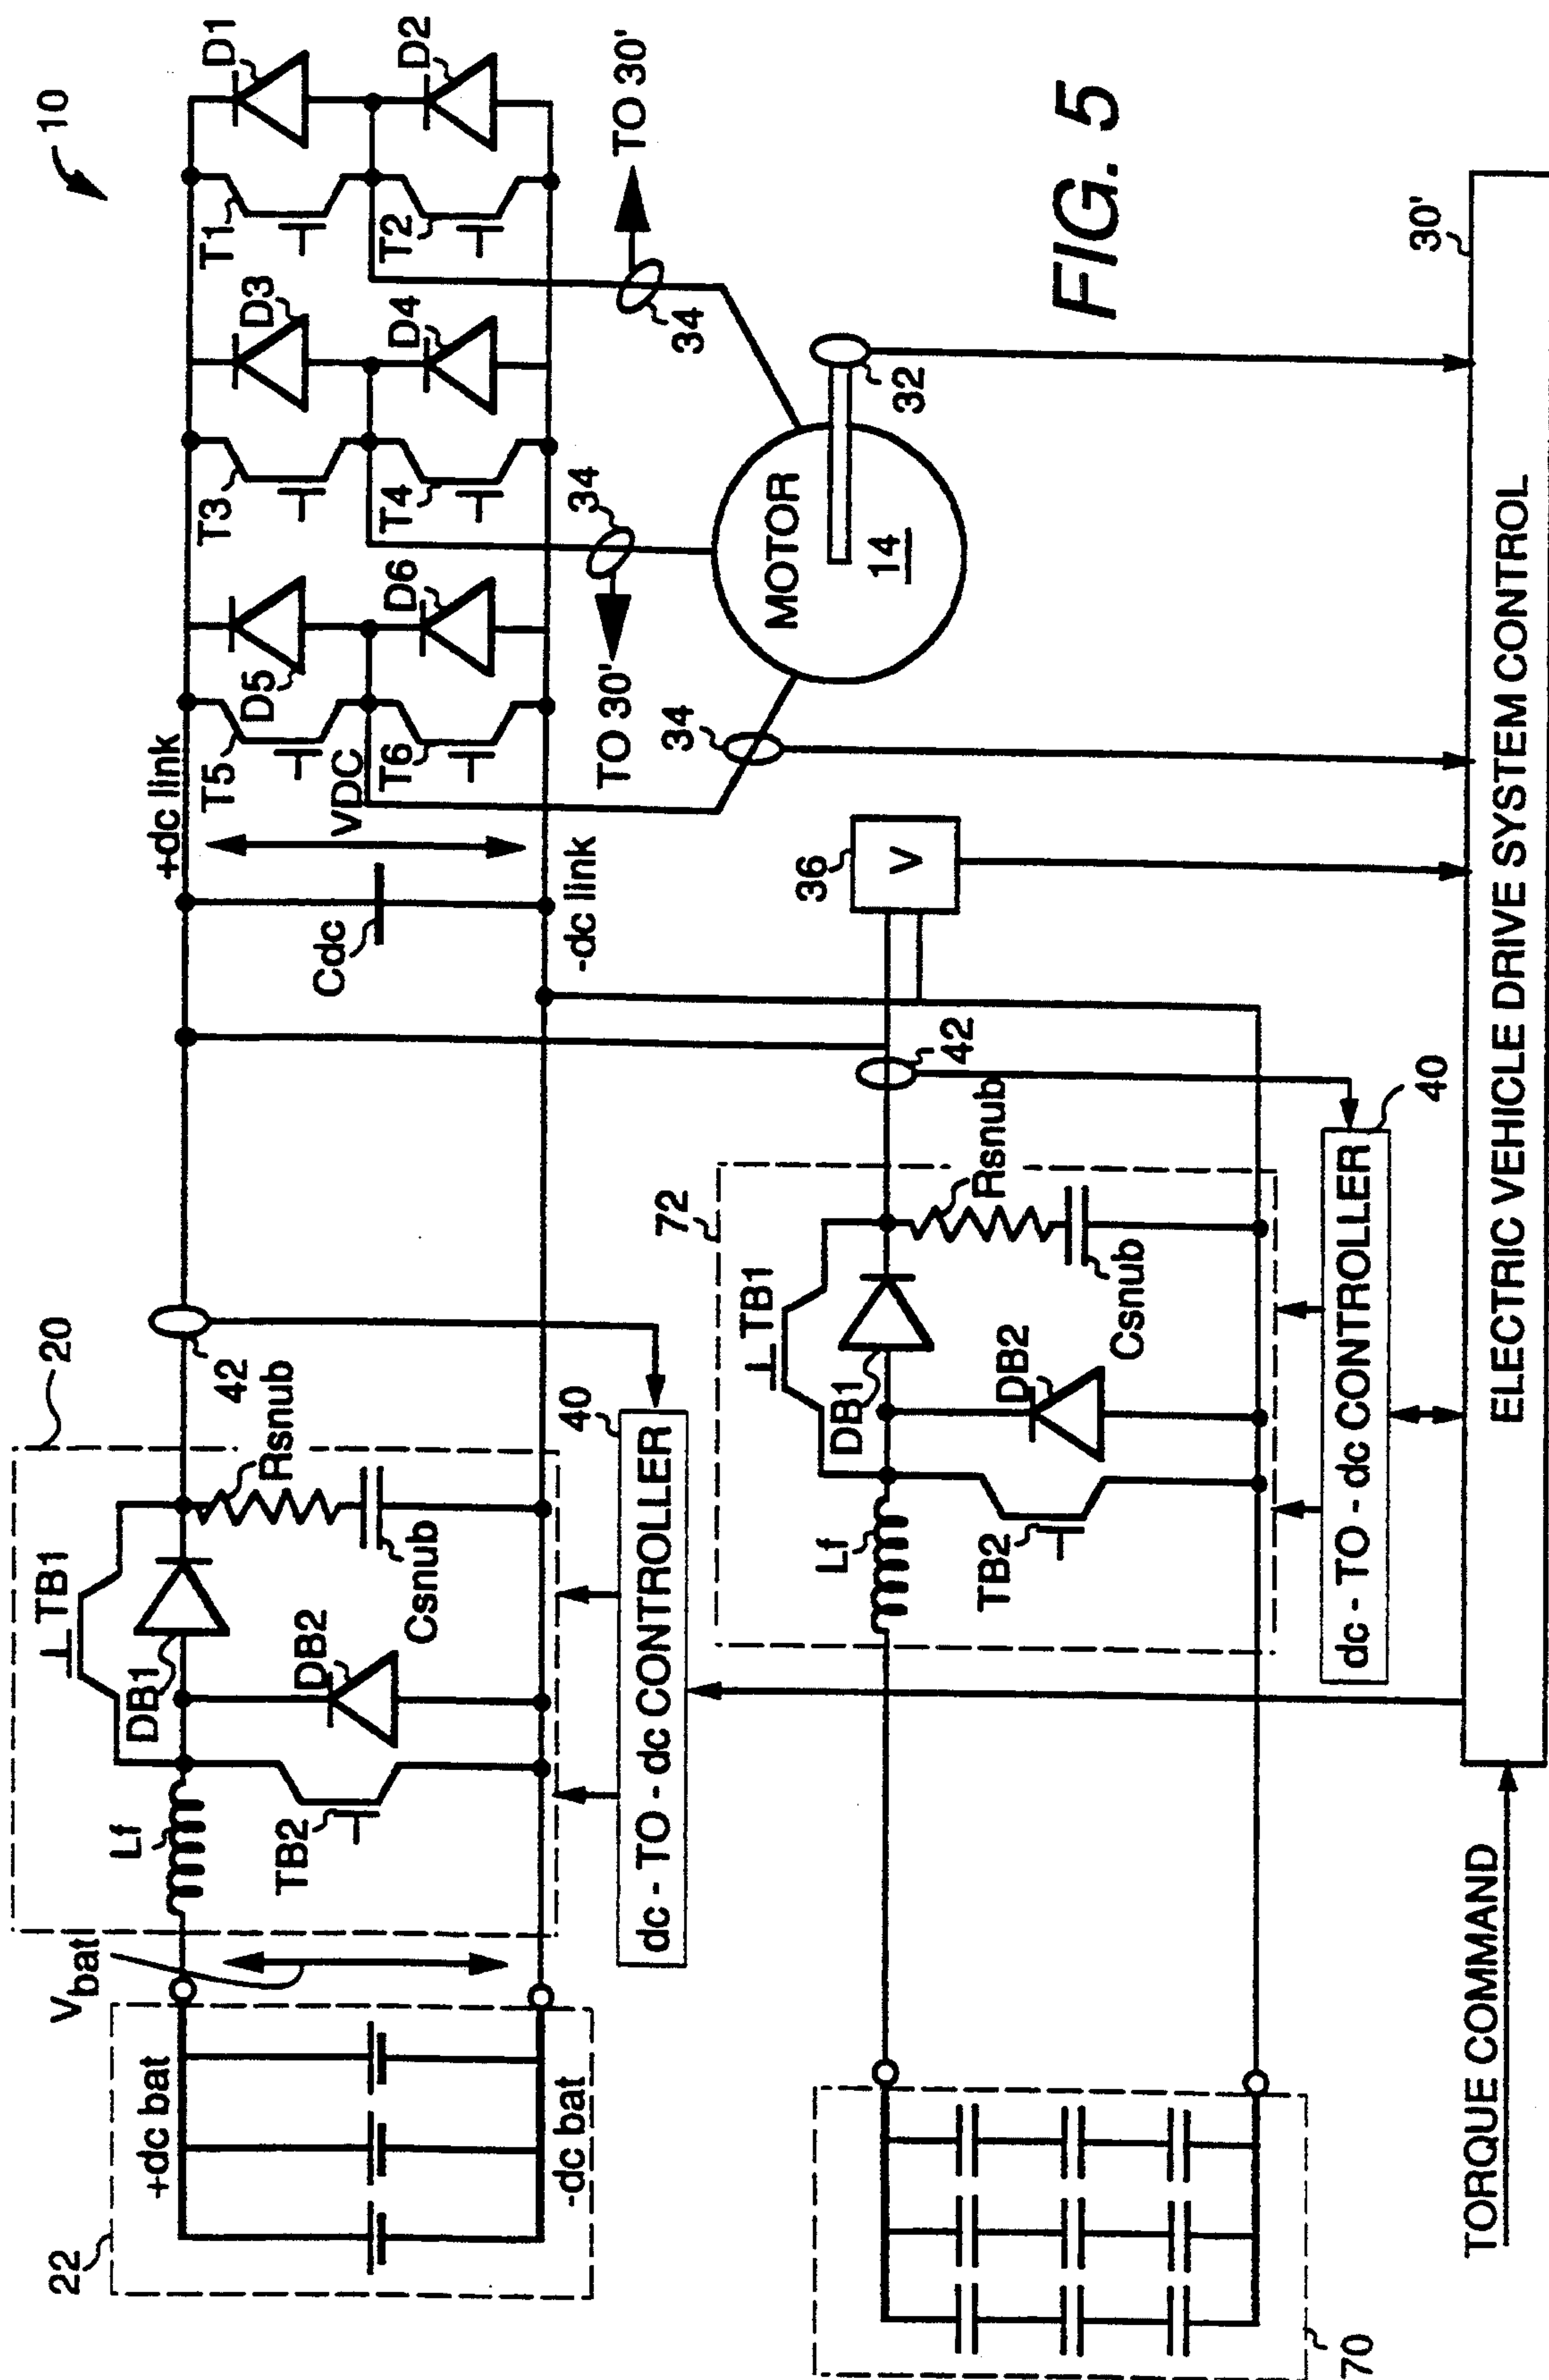 10
+dc link
T5
D5
T3
D3
T1
D1
VDC
T6
D6
T4
D4
T2
D2
Cdc
-dc link
TO 30'
34
34
34
TO 30'
MOTOR
14
32
FIG. 5
22
+dc bat
-dc bat
Vbat
20
Lf
TB1
DB1
TB2
DB2
Rsnub
Csnub
42
40
dc - TO - dc CONTROLLER
72
Lf
TB1
DB1
TB2
DB2
Rsnub
Csnub
42
36
V
dc - TO - dc CONTROLLER
40
70
TORQUE COMMAND
ELECTRIC VEHICLE DRIVE SYSTEM CONTROL
30'